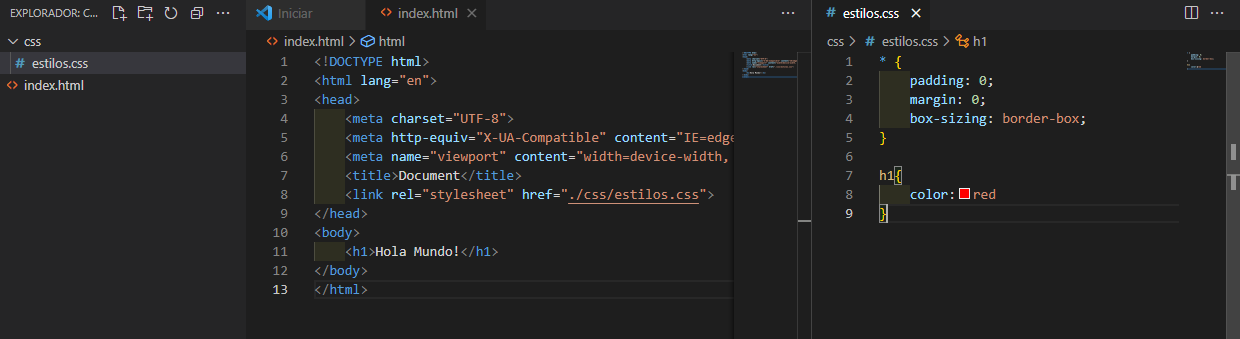 EXPLORADOR: C...
css
# estilos.css
index.html
Iniciar
index.html
index.html > html
1 <!DOCTYPE html>
2 <html lang="en">
3 <head>
4 <meta charset="UTF-8">
5 <meta http-equiv="X-UA-Compatible" content="IE=edge
6 <meta name="viewport" content="width=device-width,
7 <title>Document</title>
8 <link rel="stylesheet" href="./css/estilos.css">
9 </head>
10 <body>
11 <h1>Hola Mundo!</h1>
12 </body>
13 </html>
# estilos.css
css > # estilos.css > h1
1 * {
2 padding: 0;
3 margin: 0;
4 box-sizing: border-box;
5 }
6
7 h1{
8 color: red
9 }